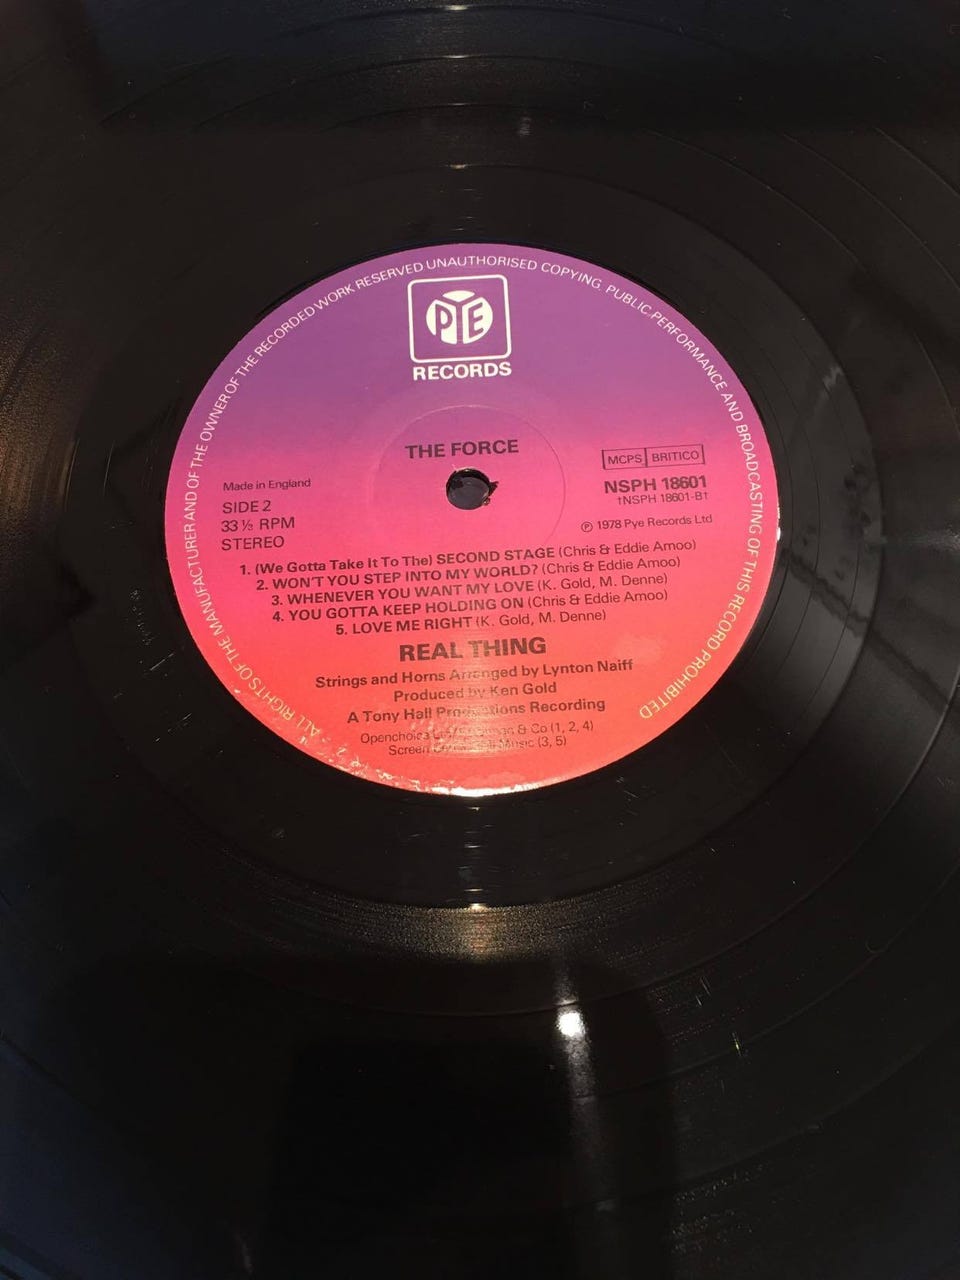 ALL RIGHTS OF THE MANUFACTURER AND OF THE OWNER OF THE RECORDED WORK RESERVED UNAUTHORISED COPYING PUBLIC PERFORMANCE AND BROADCASTING OF THIS RECORD PROHIBITED
PYE
RECORDS
THE FORCE
MCPS BRITICO
Made in England
NSPH 18601
SIDE 2
†NSPH 18601-B†
33 ⅓ RPM
℗ 1978 Pye Records Ltd
STEREO
1. (We Gotta Take It To The) SECOND STAGE (Chris & Eddie Amoo)
2. WON'T YOU STEP INTO MY WORLD? (Chris & Eddie Amoo)
3. WHENEVER YOU WANT MY LOVE (K. Gold, M. Denne)
4. YOU GOTTA KEEP HOLDING ON (Chris & Eddie Amoo)
5. LOVE ME RIGHT (K. Gold, M. Denne)
REAL THING
Strings and Horns Arranged by Lynton Naiff
Produced by Ken Gold
A Tony Hall Productions Recording
Openchoice & Co (1, 2, 4)
Screen Music (3, 5)